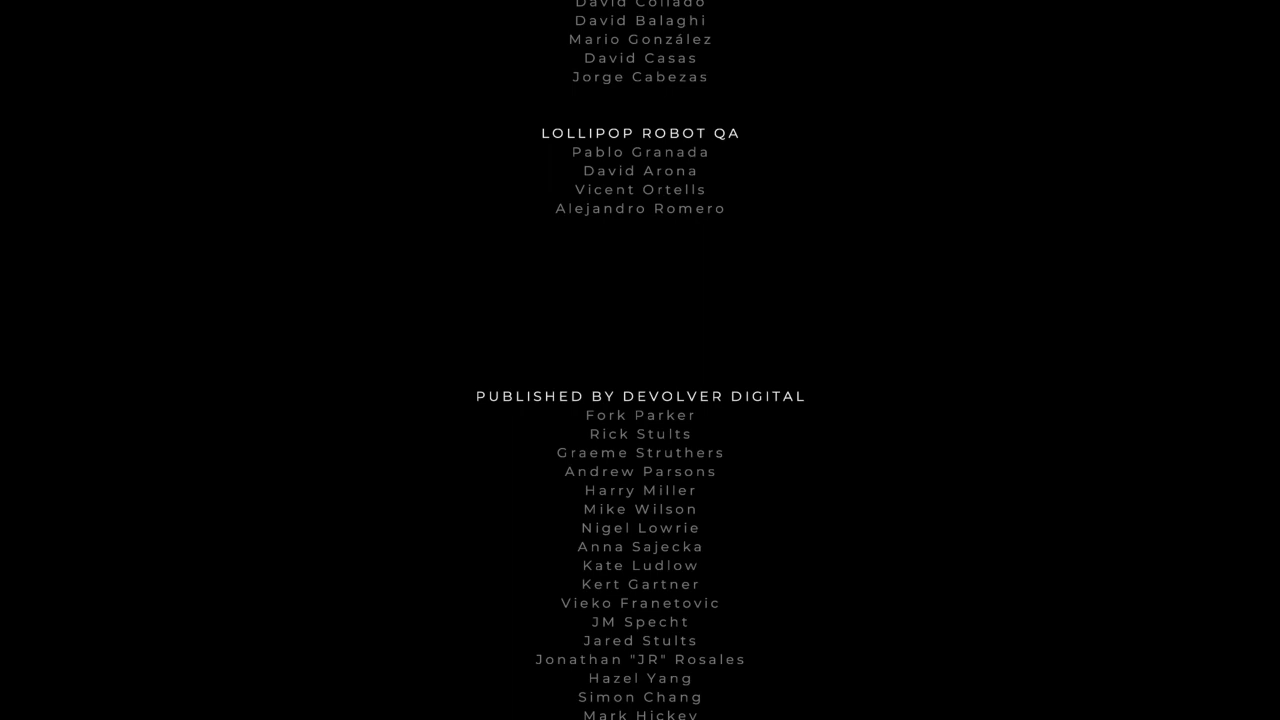 David Collado
David Balaghi
Mario González
David Casas
Jorge Cabezas
LOLLIPOP ROBOT QA
Pablo Granada
David Arona
Vicent Ortells
Alejandro Romero
PUBLISHED BY DEVOLVER DIGITAL
Fork Parker
Rick Stults
Graeme Struthers
Andrew Parsons
Harry Miller
Mike Wilson
Nigel Lowrie
Anna Sajecka
Kate Ludlow
Kert Gartner
Vieko Franetovic
JM Specht
Jared Stults
Jonathan "JR" Rosales
Hazel Yang
Simon Chang
Mark Hickey